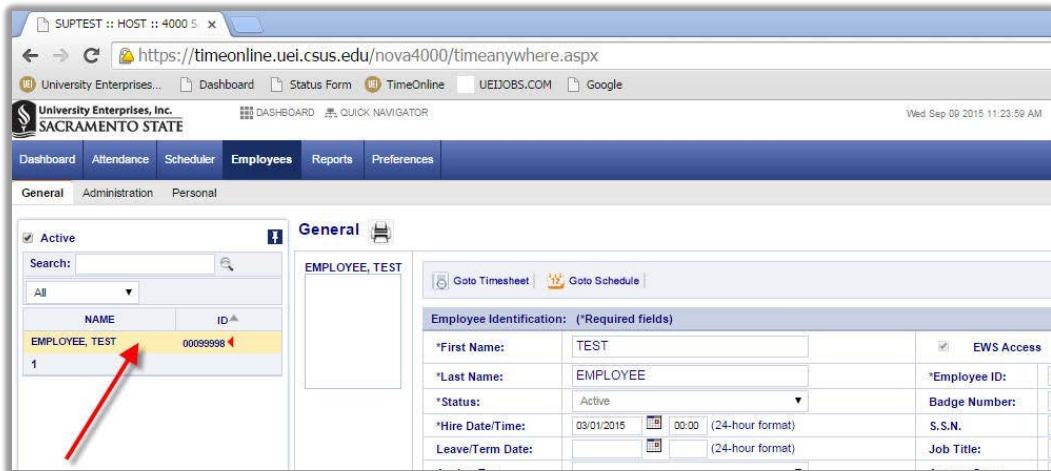 SUPTEST :: HOST :: 4000 S
https://timeonline.uei.csus.edu/nova4000/timeanywhere.aspx
University Enterprises... Dashboard Status Form TimeOnline UEIJOBS.COM Google
University Enterprises, Inc.
SACRAMENTO STATE
DASHBOARD QUICK NAVIGATOR
Wed Sep 09 2015 11:23:59 AM
Dashboard Attendance Scheduler Employees Reports Preferences
General Administration Personal
Active
Search:
All
NAME ID
EMPLOYEE, TEST 00099998
1
General
EMPLOYEE, TEST
Goto Timesheet 12 Goto Schedule
Employee Identification: (*Required fields)
*First Name: TEST EWS Access
*Last Name: EMPLOYEE *Employee ID:
*Status: Active Badge Number:
*Hire Date/Time: 03/01/2015 00:00 (24-hour format) S.S.N.
Leave/Term Date: (24-hour format) Job Title: